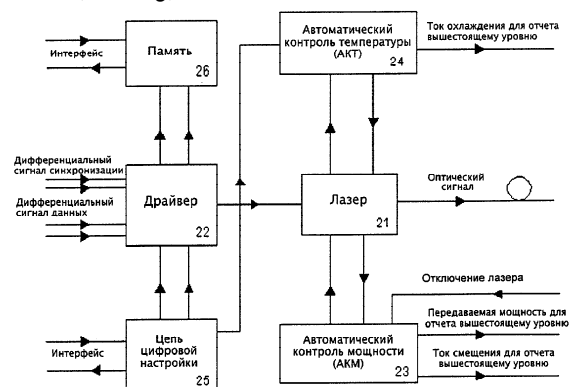 Интерфейс
Память
26
Автоматический
контроль температуры
(АКТ)
24
Ток охлаждения для отчета
вышестоящему уровню
Дифференциальный
сигнал синхронизации
Дифференциальный
сигнал данных
Драйвер
22
Лазер
21
Оптический
сигнал
Отключение лазера
Интерфейс
Цепь
цифровой
настройки
25
Автоматический
контроль мощности
(АКМ)
23
Передаваемая мощность для
отчета вышестоящему уровню
Ток смещения для отчета
вышестоящему уровню